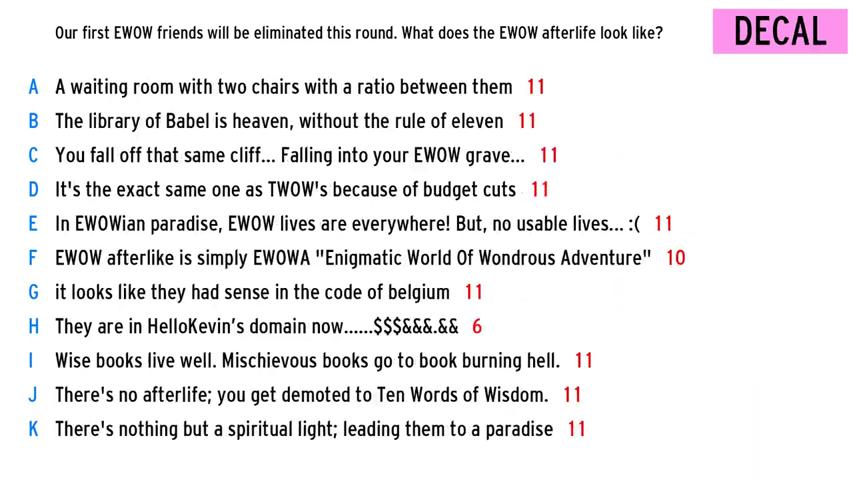 Our first EWOW friends will be eliminated this round. What does the EWOW afterlife look like?
DECAL
A A waiting room with two chairs with a ratio between them 11
B The library of Babel is heaven, without the rule of eleven 11
C You fall off that same cliff... Falling into your EWOW grave... 11
D It's the exact same one as TWOW's because of budget cuts 11
E In EWOWian paradise, EWOW lives are everywhere! But, no usable lives... :( 11
F EWOW afterlike is simply EWOWA "Enigmatic World Of Wondrous Adventure" 10
G it looks like they had sense in the code of belgium 11
H They are in HelloKevin's domain now......$$$&&&.&& 6
I Wise books live well. Mischievous books go to book burning hell. 11
J There's no afterlife; you get demoted to Ten Words of Wisdom. 11
K There's nothing but a spiritual light; leading them to a paradise 11